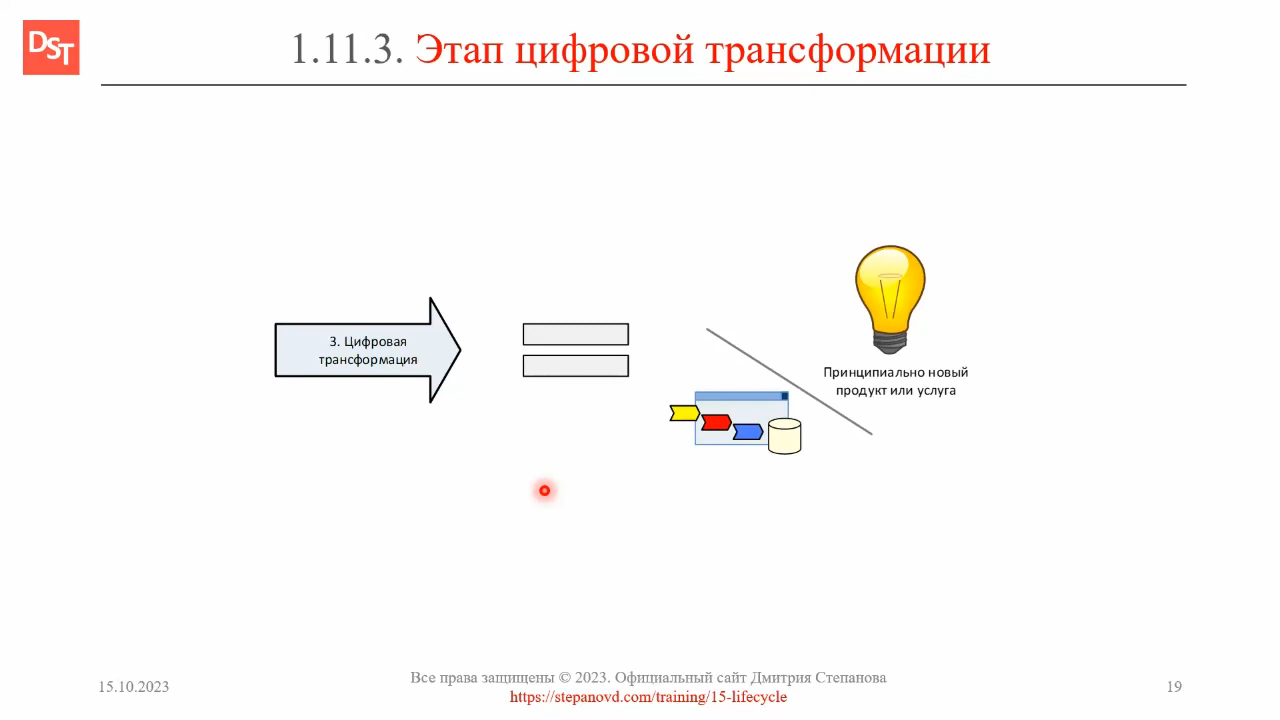 DST
1.11.3. Этап цифровой трансформации
3. Цифровая
трансформация
Принципиально новый
продукт или услуга
15.10.2023
Все права защищены © 2023. Официальный сайт Дмитрия Степанова
https://stepanovd.com/training/15-lifecycle
19